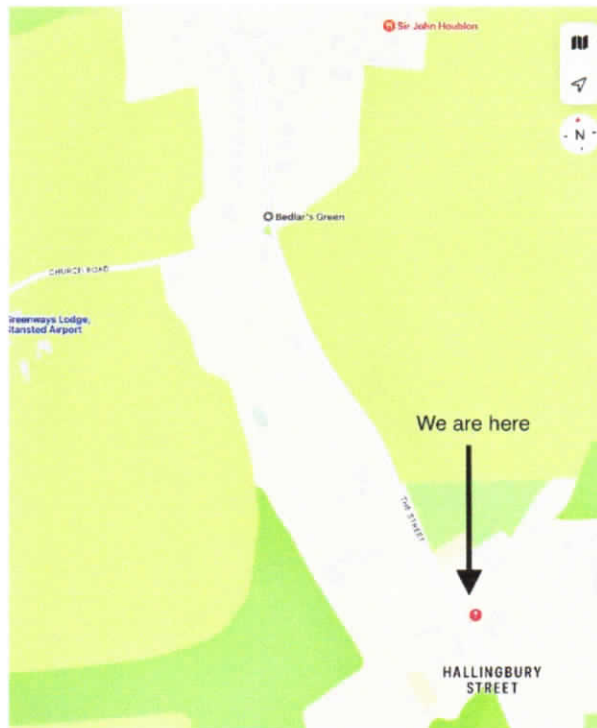 Sir John Houblon
N
Bedlar's Green
CHURCH ROAD
Greenways Lodge,
Stansted Airport
We are here
THE STREET
HALLINGBURY
STREET